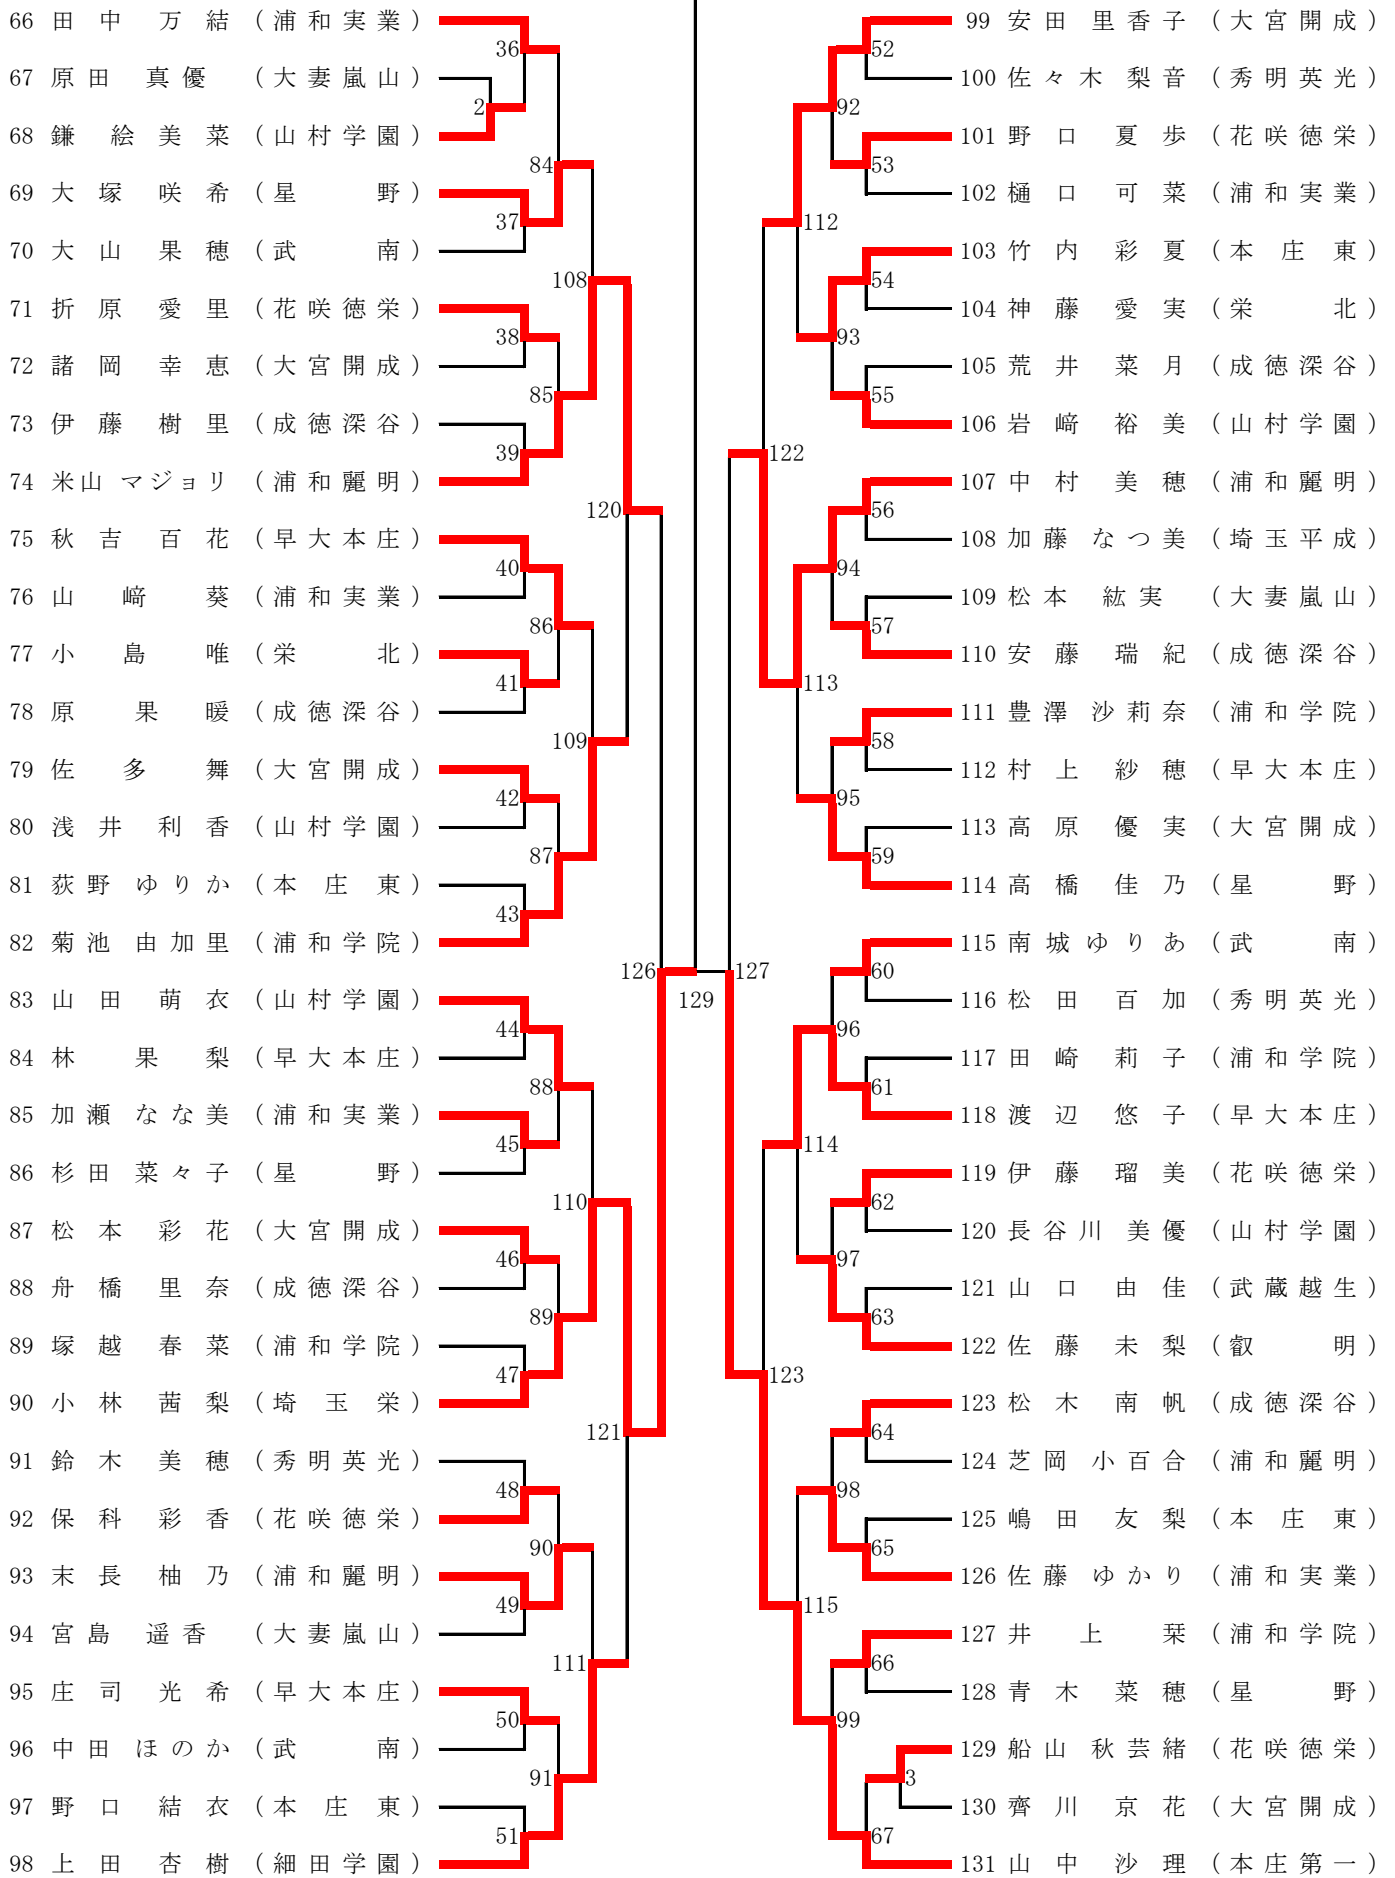 66 田中 万結 (浦和実業)
67 原田 真優 (大妻嵐山)
68 鎌 絵美菜 (山村学園)
69 大塚 咲希 (星野)
70 大山 果穂 (武南)
71 折原 愛里 (花咲徳栄)
72 諸岡 幸恵 (大宮開成)
73 伊藤 樹里 (成徳深谷)
74 米山 マジョリ (浦和麗明)
75 秋吉 百花 (早大本庄)
76 山﨑 葵 (浦和実業)
77 小島 唯 (栄北)
78 原 果暖 (成徳深谷)
79 佐多 舞 (大宮開成)
80 浅井 利香 (山村学園)
81 荻野 ゆりか (本庄東)
82 菊池 由加里 (浦和学院)
83 山田 萌衣 (山村学園)
84 林 果梨 (早大本庄)
85 加瀬 なな美 (浦和実業)
86 杉田 菜々子 (星野)
87 松本 彩花 (大宮開成)
88 舟橋 里奈 (成徳深谷)
89 塚越 春菜 (浦和学院)
90 小林 茜梨 (埼玉栄)
91 鈴木 美穂 (秀明英光)
92 保科 彩香 (花咲徳栄)
93 末長 柚乃 (浦和麗明)
94 宮島 遥香 (大妻嵐山)
95 庄司 光希 (早大本庄)
96 中田 ほのか (武南)
97 野口 結衣 (本庄東)
98 上田 杏樹 (細田学園)
36
2
84
37
108
38
85
39
120
40
86
41
109
42
87
43
126
44
88
45
110
46
89
47
121
48
90
49
111
50
91
51
129
52
92
53
112
54
93
55
122
56
94
57
113
58
95
59
127
60
96
61
114
62
97
63
123
64
98
65
115
66
99
3
67
99 安田 里香子 (大宮開成)
100 佐々木 梨音 (秀明英光)
101 野口 夏歩 (花咲徳栄)
102 樋口 可菜 (浦和実業)
103 竹内 彩夏 (本庄東)
104 神藤 愛実 (栄北)
105 荒井 菜月 (成徳深谷)
106 岩﨑 裕美 (山村学園)
107 中村 美穂 (浦和麗明)
108 加藤 なつ美 (埼玉平成)
109 松本 紘実 (大妻嵐山)
110 安藤 瑞紀 (成徳深谷)
111 豊澤 沙莉奈 (浦和学院)
112 村上 紗穂 (早大本庄)
113 高原 優実 (大宮開成)
114 高橋 佳乃 (星野)
115 南城 ゆりあ (武南)
116 松田 百加 (秀明英光)
117 田崎 莉子 (浦和学院)
118 渡辺 悠子 (早大本庄)
119 伊藤 瑠美 (花咲徳栄)
120 長谷川 美優 (山村学園)
121 山口 由佳 (武蔵越生)
122 佐藤 未梨 (叡明)
123 松木 南帆 (成徳深谷)
124 芝岡 小百合 (浦和麗明)
125 嶋田 友梨 (本庄東)
126 佐藤 ゆかり (浦和実業)
127 井上 栞 (浦和学院)
128 青木 菜穂 (星野)
129 船山 秋芸緒 (花咲徳栄)
130 齊川 京花 (大宮開成)
131 山中 沙理 (本庄第一)